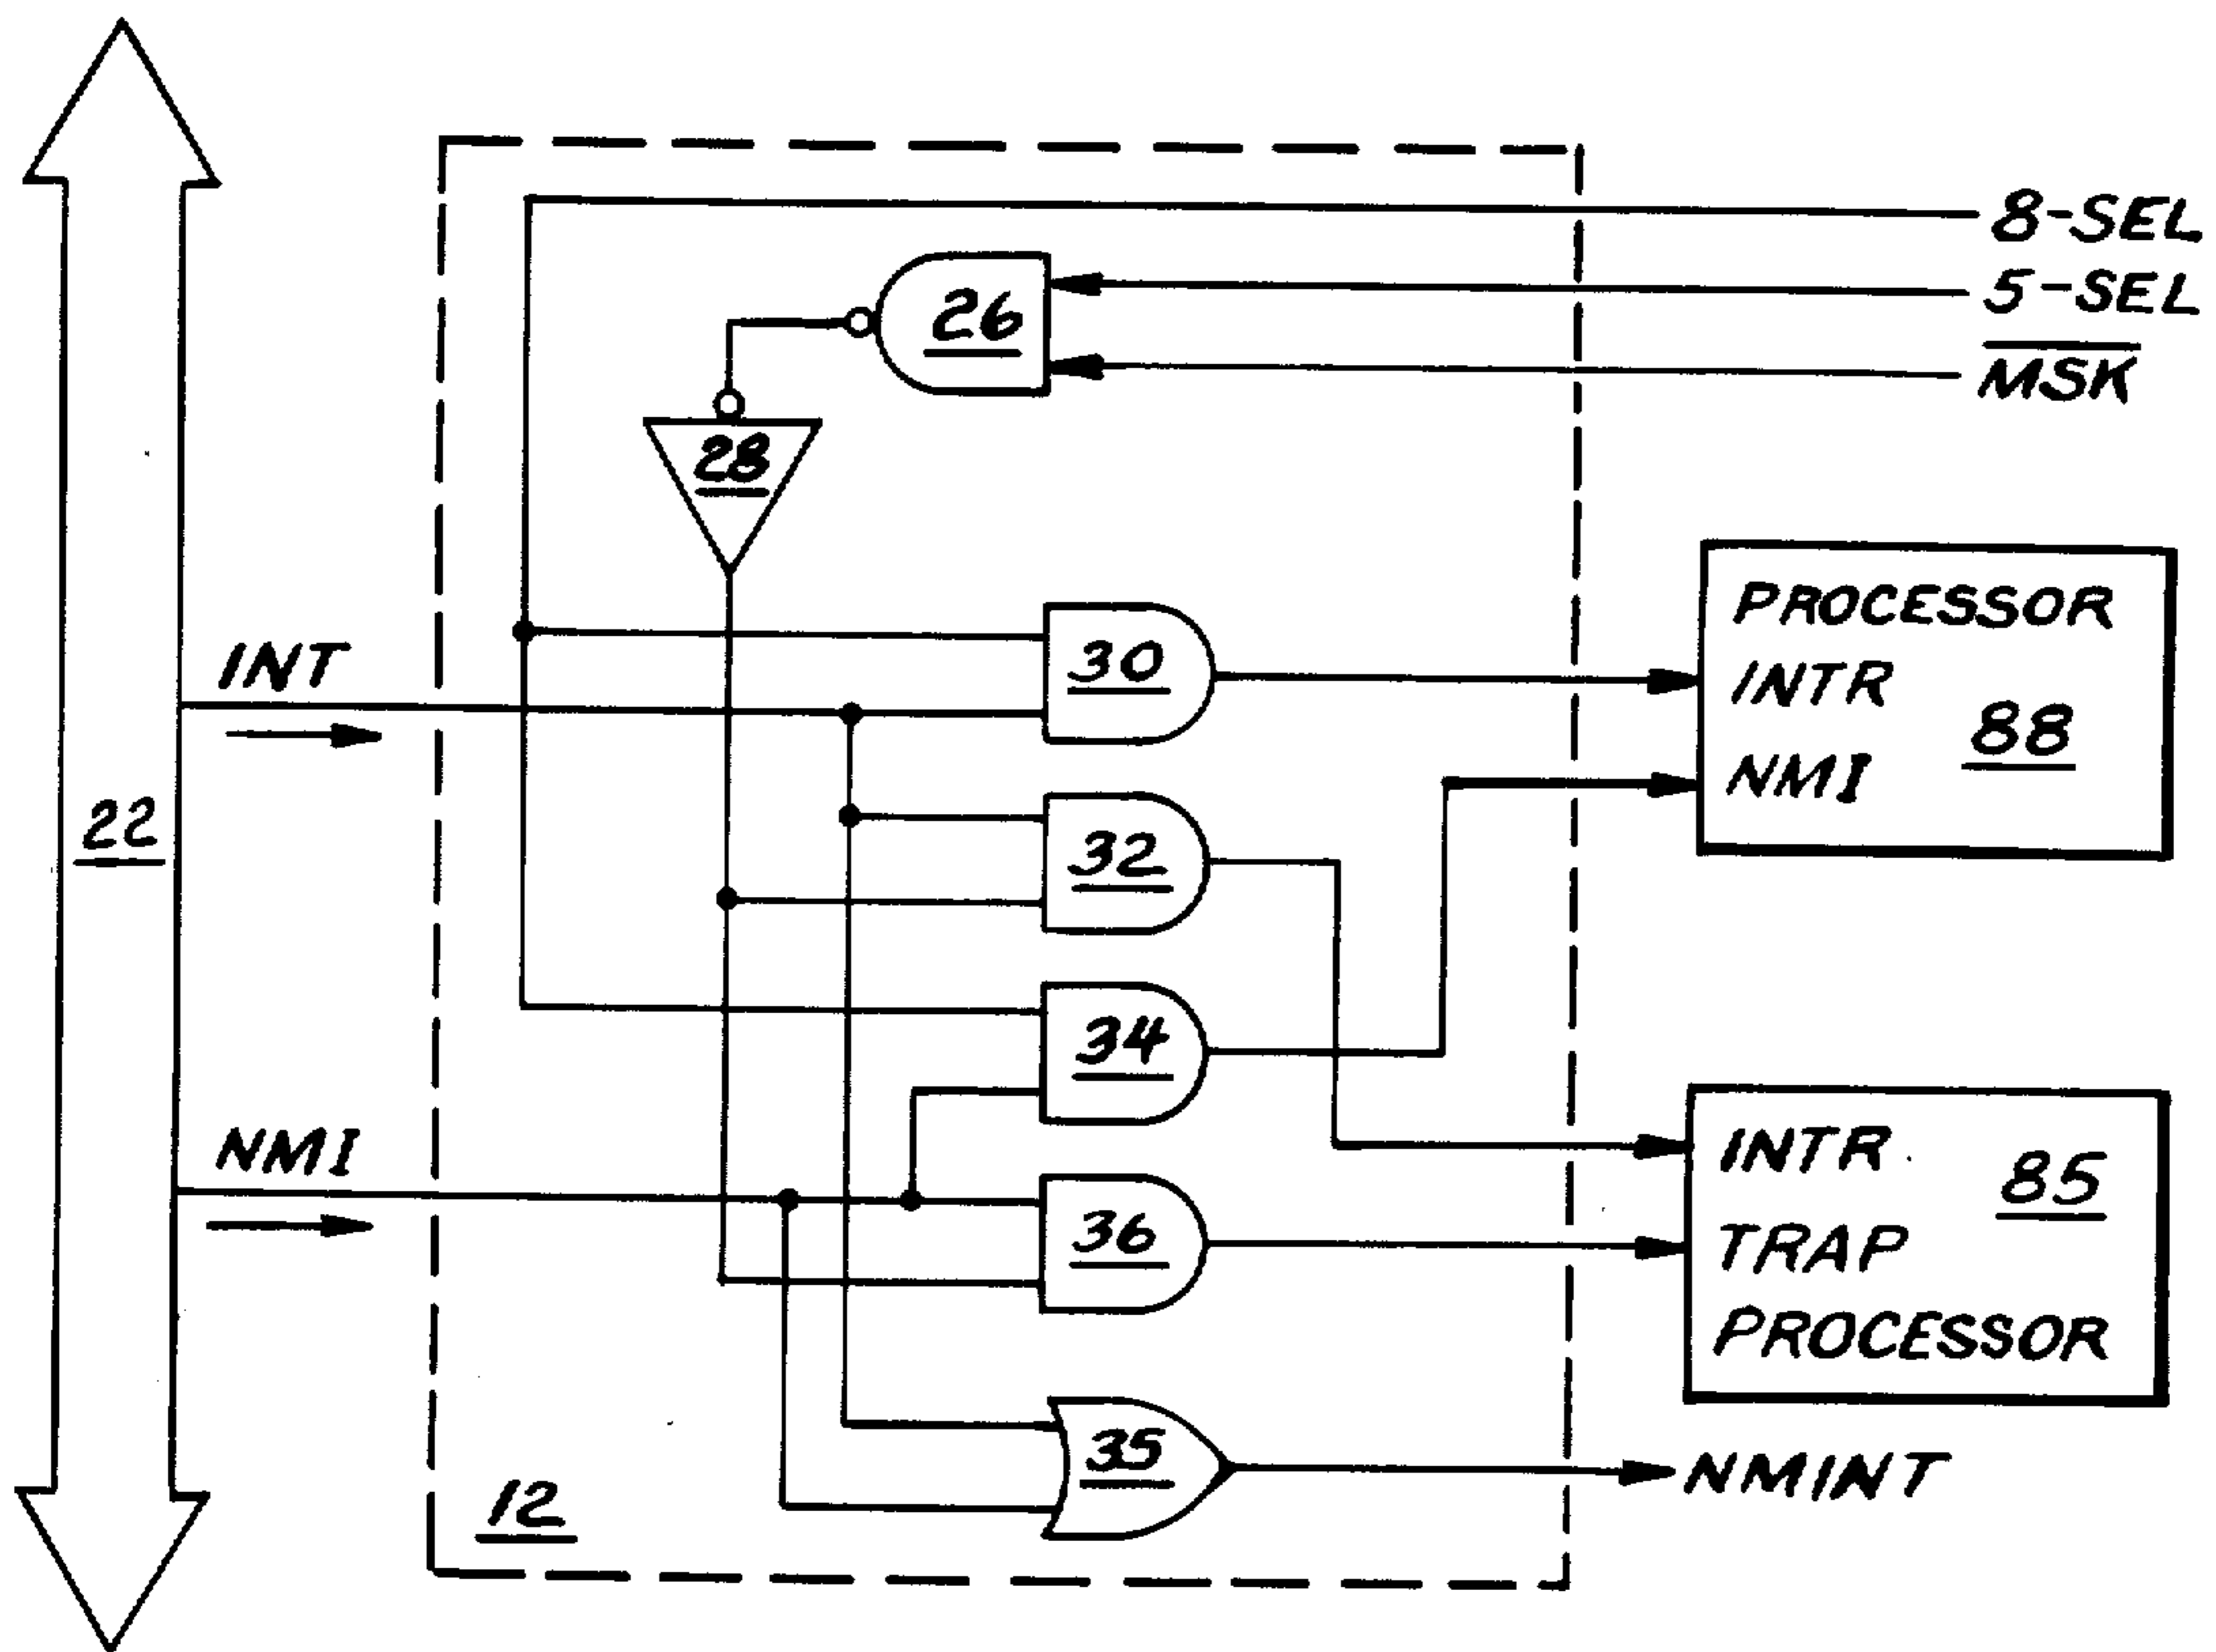 8-SEL
5-SEL
26
M̅S̅K̅
28
PROCESSOR
INT
30
INTR
88
NMI
22
32
34
NMI
36
INTR
85
TRAP
PROCESSOR
35
NMINT
12